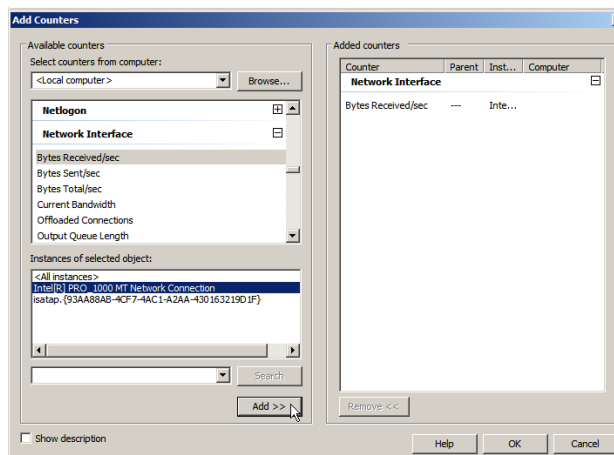 Add Counters
Available counters
Select counters from computer:
<Local computer>
Browse...
Netlogon
Network Interface
Bytes Received/sec
Bytes Sent/sec
Bytes Total/sec
Current Bandwidth
Offloaded Connections
Output Queue Length
Instances of selected object:
<All instances>
Intel[R] PRO_1000 MT Network Connection
isatap.{93AA88AB-4CF7-4AC1-A2AA-430163219D1F}
Search
Add >>
Show description
Added counters
Counter Parent Inst... Computer
Network Interface
Bytes Received/sec --- Inte...
Remove <<
Help OK Cancel